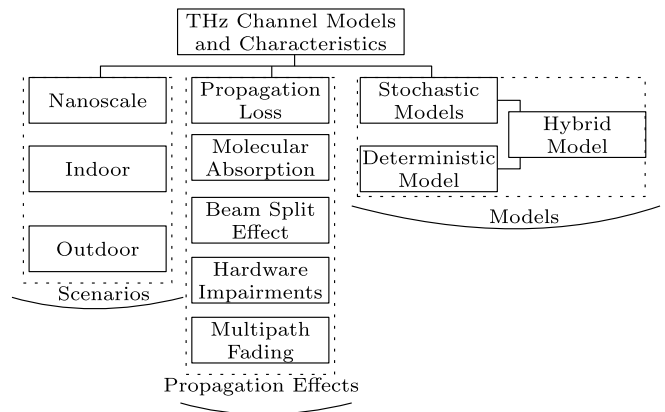 THz Channel Models
and Characteristics
Nanoscale
Indoor
Outdoor
Scenarios
Propagation
Loss
Molecular
Absorption
Beam Split
Effect
Hardware
Impairments
Multipath
Fading
Propagation Effects
Stochastic
Models
Deterministic
Model
Hybrid
Model
Models